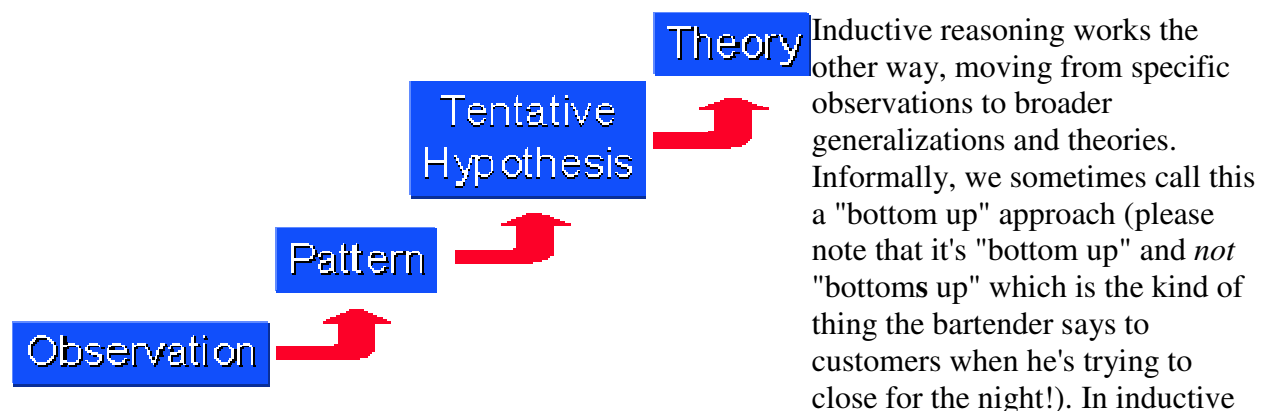 Theory
Tentative
Hypothesis
Pattern
Observation
Inductive reasoning works the
other way, moving from specific
observations to broader
generalizations and theories.
Informally, we sometimes call this
a "bottom up" approach (please
note that it's "bottom up" and not
"bottoms up" which is the kind of
thing the bartender says to
customers when he's trying to
close for the night!). In inductive